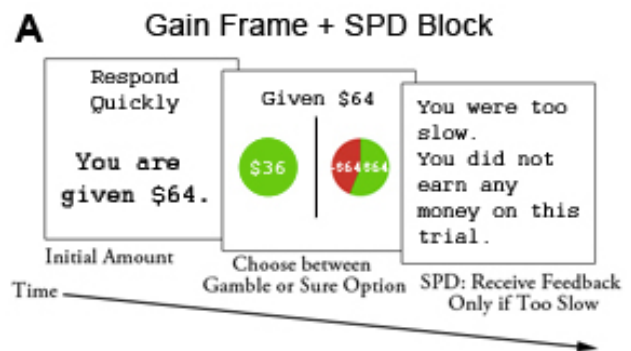 A Gain Frame + SPD Block
Respond
Quickly
You are
given $64.
Initial Amount
Given $64
$36
-$64 $64
Choose between
Gamble or Sure Option
You were too
slow.
You did not
earn any
money on this
trial.
SPD: Receive Feedback
Only if Too Slow
Time